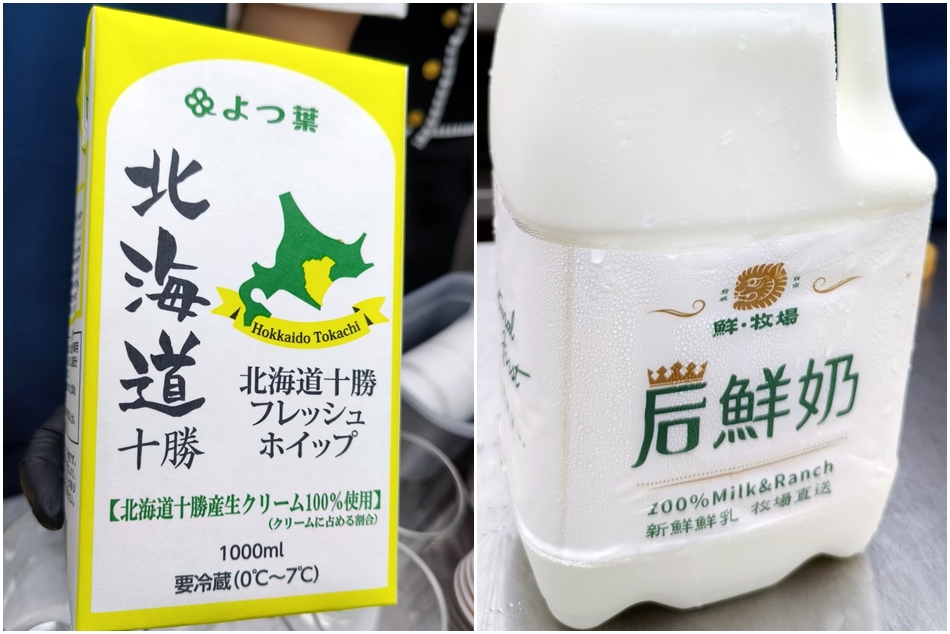 よつ葉
北海道
十勝
Hokkaido Tokachi
北海道十勝
フレッシュ
ホイップ
【北海道十勝産生クリーム100%使用】
(クリームに占める割合)
1000ml
要冷蔵(0℃~7℃)
鮮・牧場
后鮮奶
100%Milk&Ranch
新鮮鮮乳 牧場直送